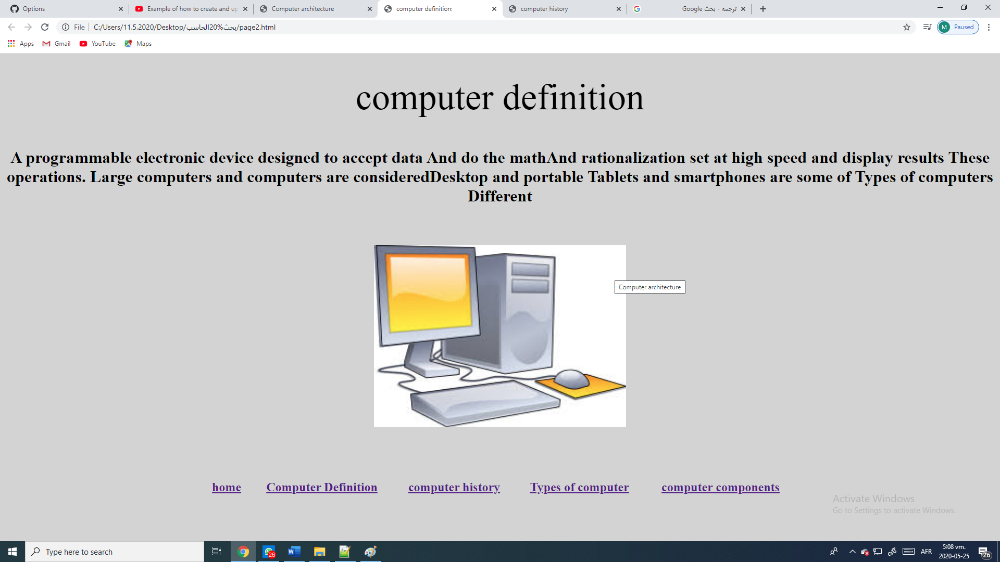 Options
Example of how to create and up
Computer architecture
computer definition:
computer history
ترجمه - بحث Google
File
C:/Users/11.5.2020/Desktop/بحث%20الحاسب/page2.html
M
Paused
Apps
Gmail
YouTube
Maps
computer definition
A programmable electronic device designed to accept data And do the mathAnd rationalization set at high speed and display results These
operations. Large computers and computers are consideredDesktop and portable Tablets and smartphones are some of Types of computers
Different
Computer architecture
home
Computer Definition
computer history
Types of computer
computer components
Activate Windows
Go to Settings to activate Windows.
Type here to search
26
AFR
5:08 vm.
2020-05-25
26